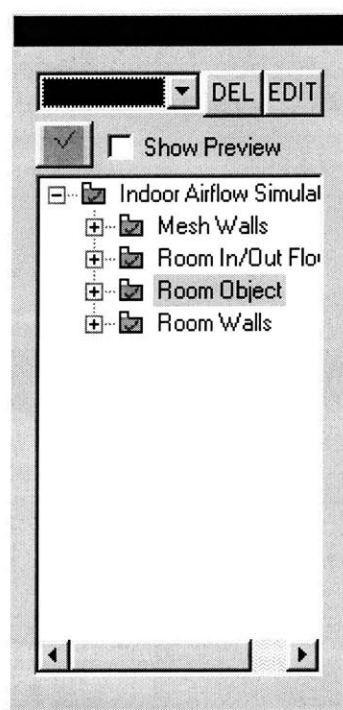 DEL EDIT
Show Preview
Indoor Airflow Simulat
Mesh Walls
Room In/Out Flo
Room Object
Room Walls